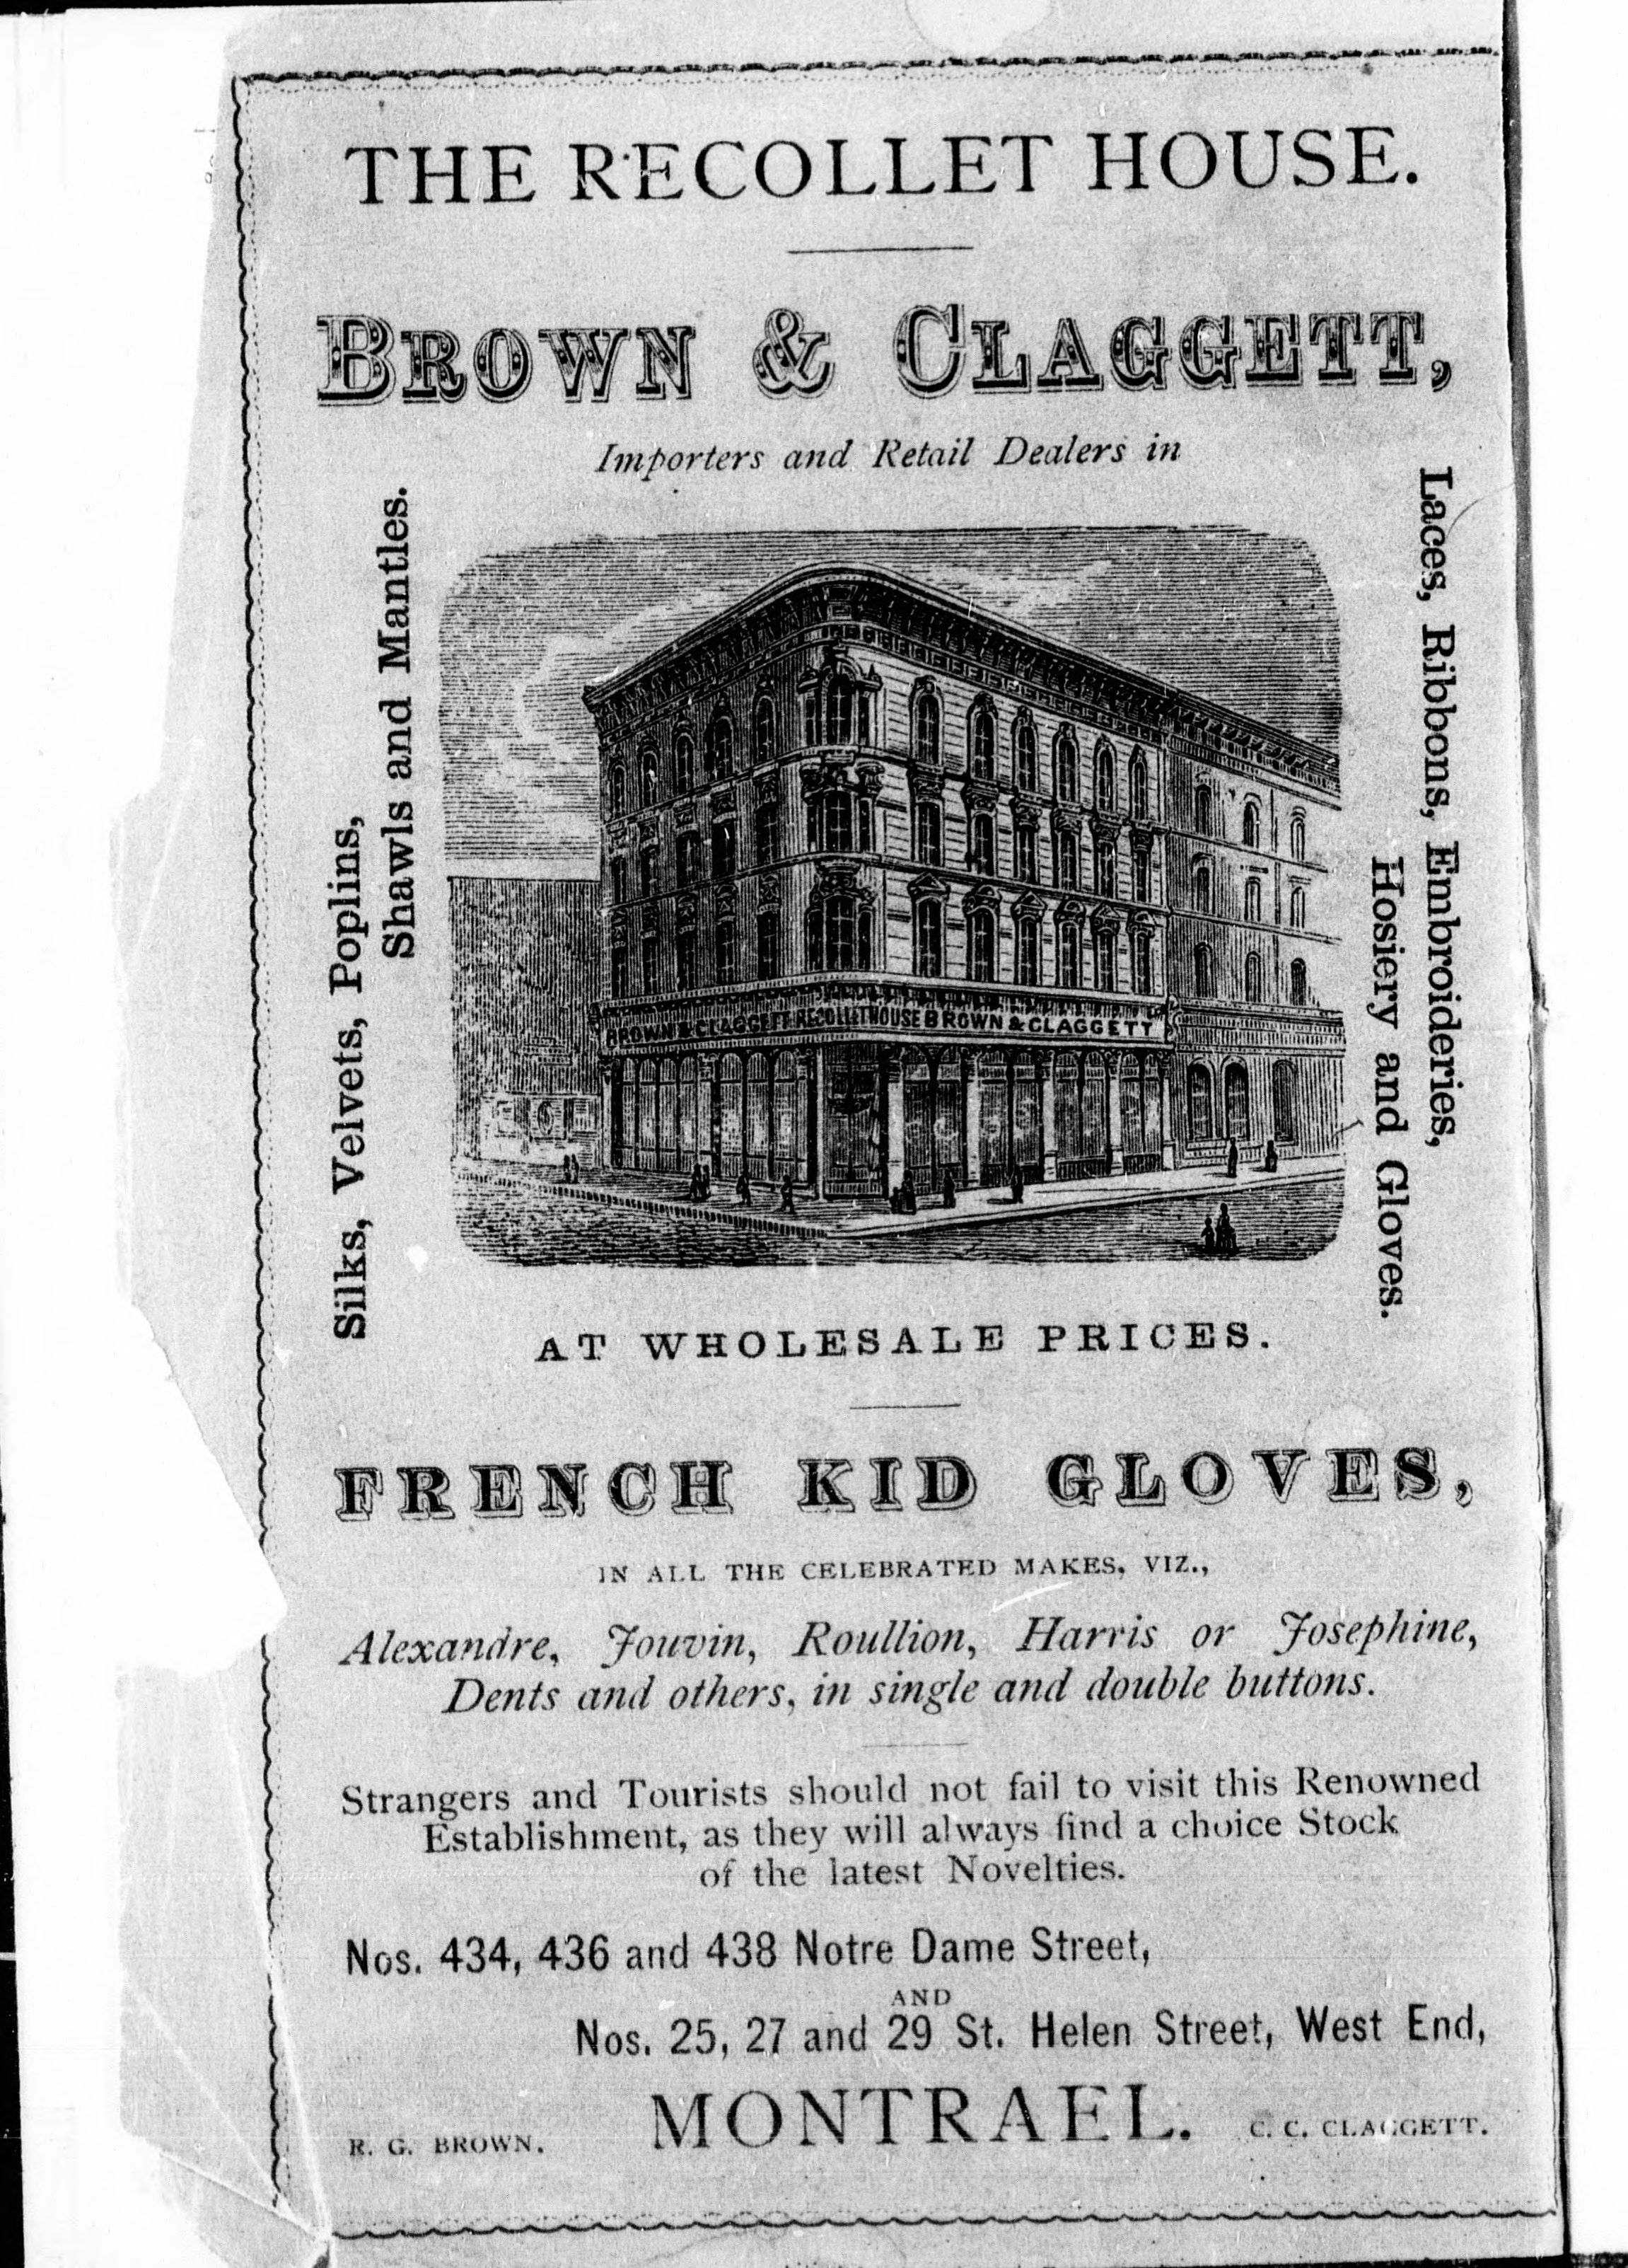 THE RECOLLET HOUSE.
BROWN & CLAGGETT,
Importers and Retail Dealers in
Silks, Velvets, Poplins,
Shawls and Mantles.
Laces, Ribbons, Embroideries,
Hosiery and Gloves.
BROWN & CLAGGETT RECOLLET HOUSE BROWN & CLAGGETT
AT WHOLESALE PRICES.
FRENCH KID GLOVES,
IN ALL THE CELEBRATED MAKES, VIZ.,
Alexandre, Jouvin, Roullion, Harris or Josephine,
Dents and others, in single and double buttons.
Strangers and Tourists should not fail to visit this Renowned
Establishment, as they will always find a choice Stock
of the latest Novelties.
Nos. 434, 436 and 438 Notre Dame Street,
AND
Nos. 25, 27 and 29 St. Helen Street, West End,
MONTRAEL.
R. G. BROWN.
C. C. CLAGGETT.